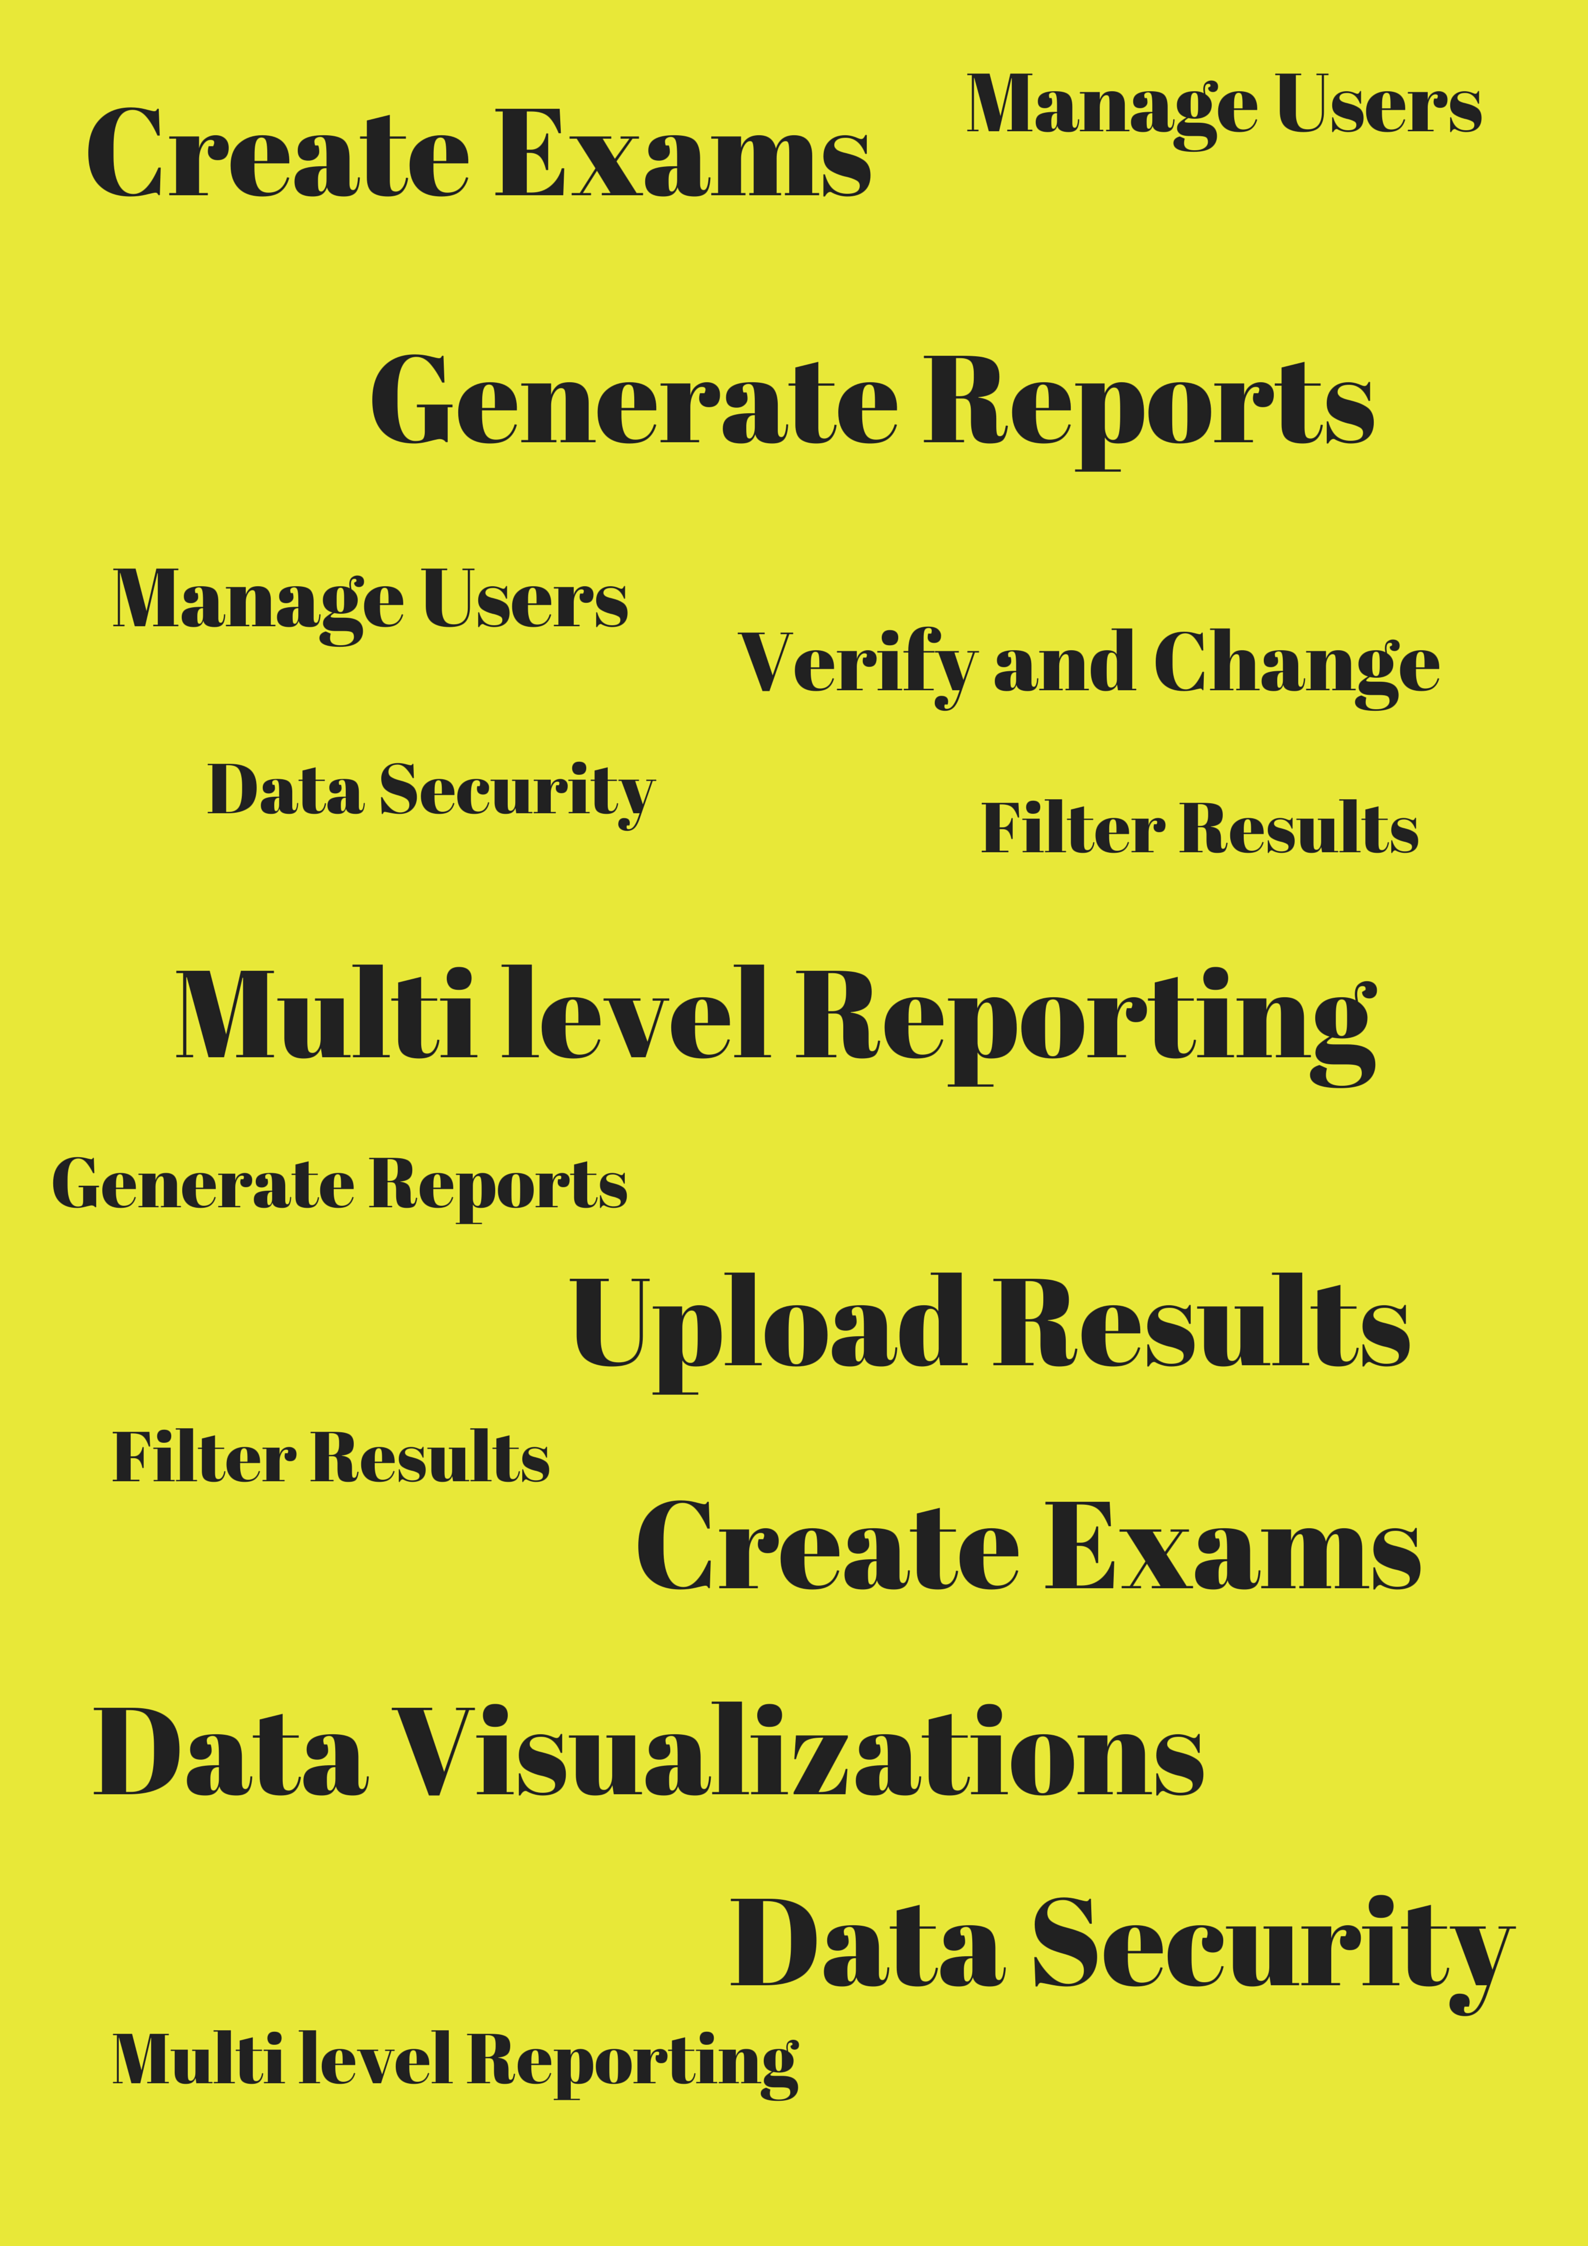 Create Exams
Manage Users
Generate Reports
Manage Users
Verify and Change
Data Security
Filter Results
Multi level Reporting
Generate Reports
Upload Results
Filter Results
Create Exams
Data Visualizations
Data Security
Multi level Reporting